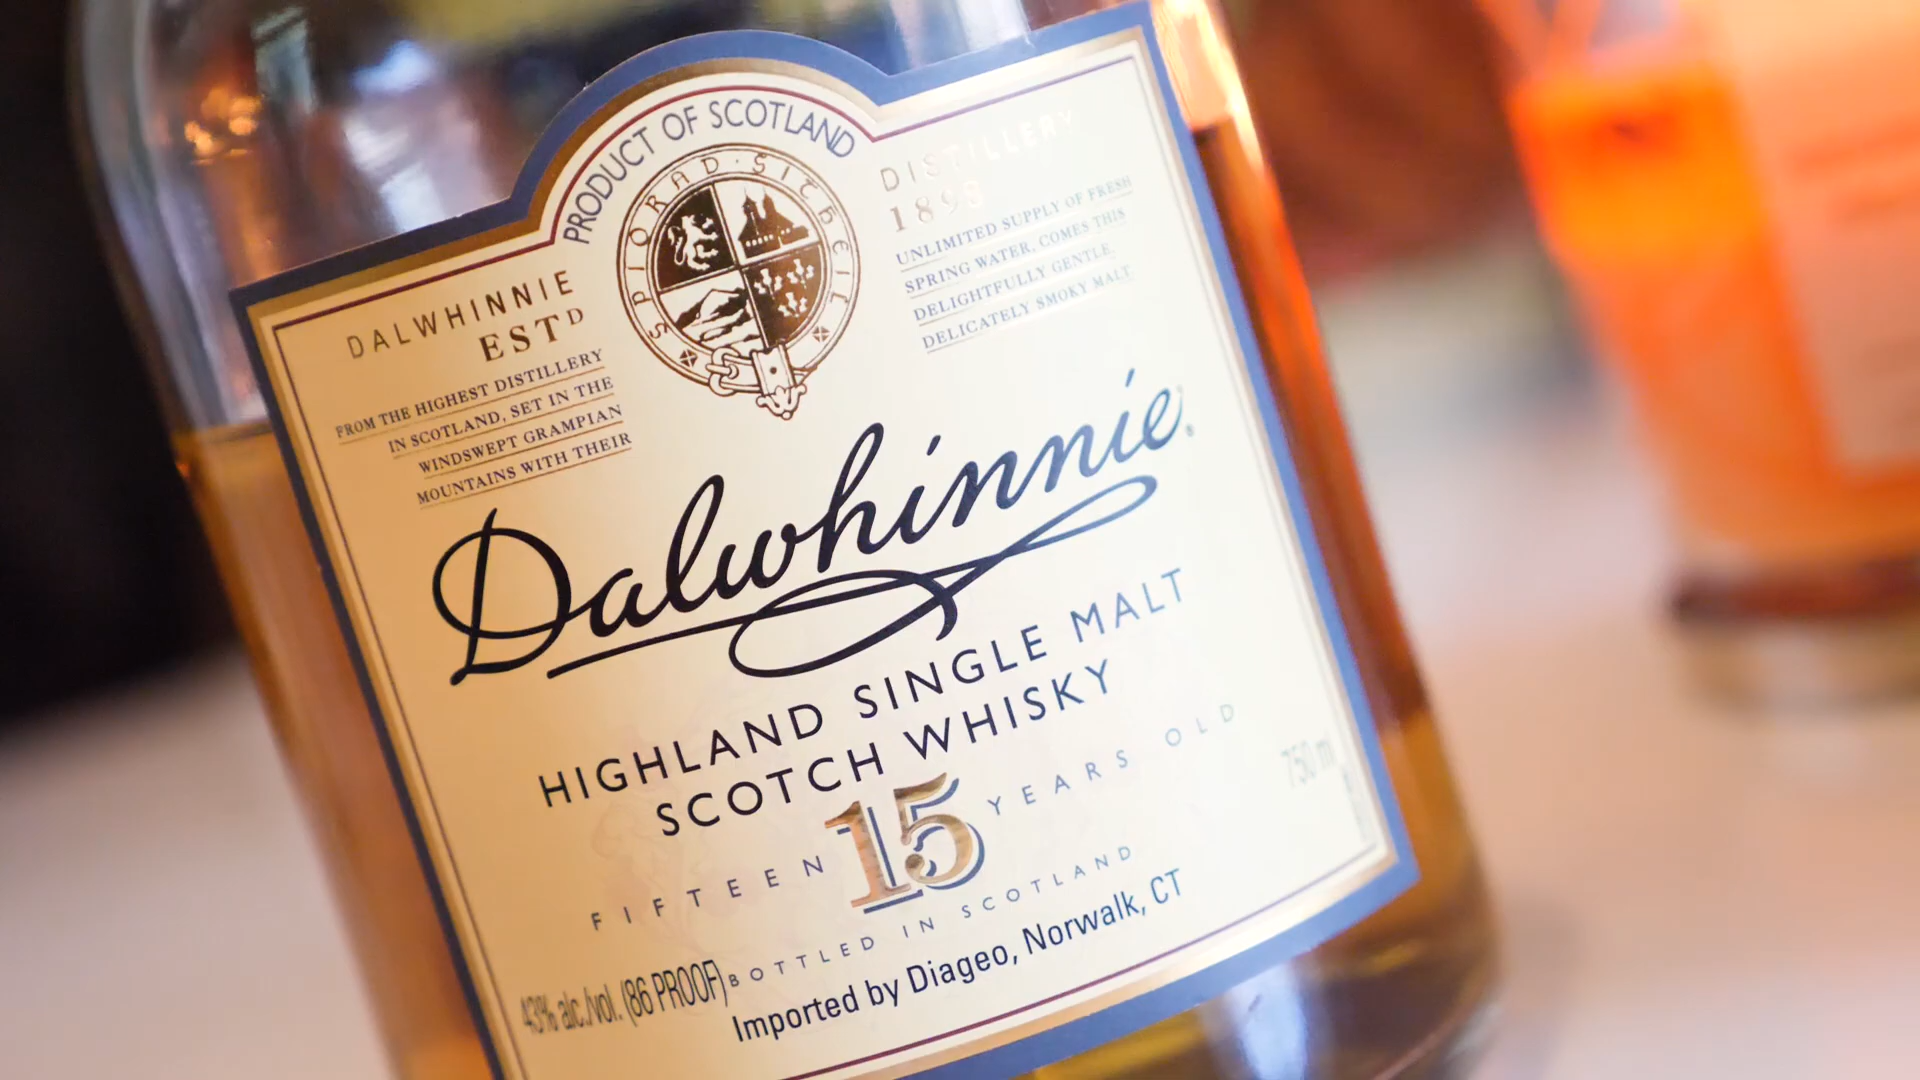 PRODUCT OF SCOTLAND
SPIORAD SITHEIL
DALWHINNIE
ESTD
FROM THE HIGHEST DISTILLERY
IN SCOTLAND, SET IN THE
WINDSWEPT GRAMPIAN
MOUNTAINS WITH THEIR
DISTILLERY
1898
UNLIMITED SUPPLY OF FRESH
SPRING WATER, COMES THIS
DELIGHTFULLY GENTLE,
DELICATELY SMOKY MALT.
Dalwhinnie
HIGHLAND SINGLE MALT
SCOTCH WHISKY
FIFTEEN 15 YEARS OLD
750 ml
BOTTLED IN SCOTLAND
43% alc./vol. (86 PROOF)
Imported by Diageo, Norwalk, CT